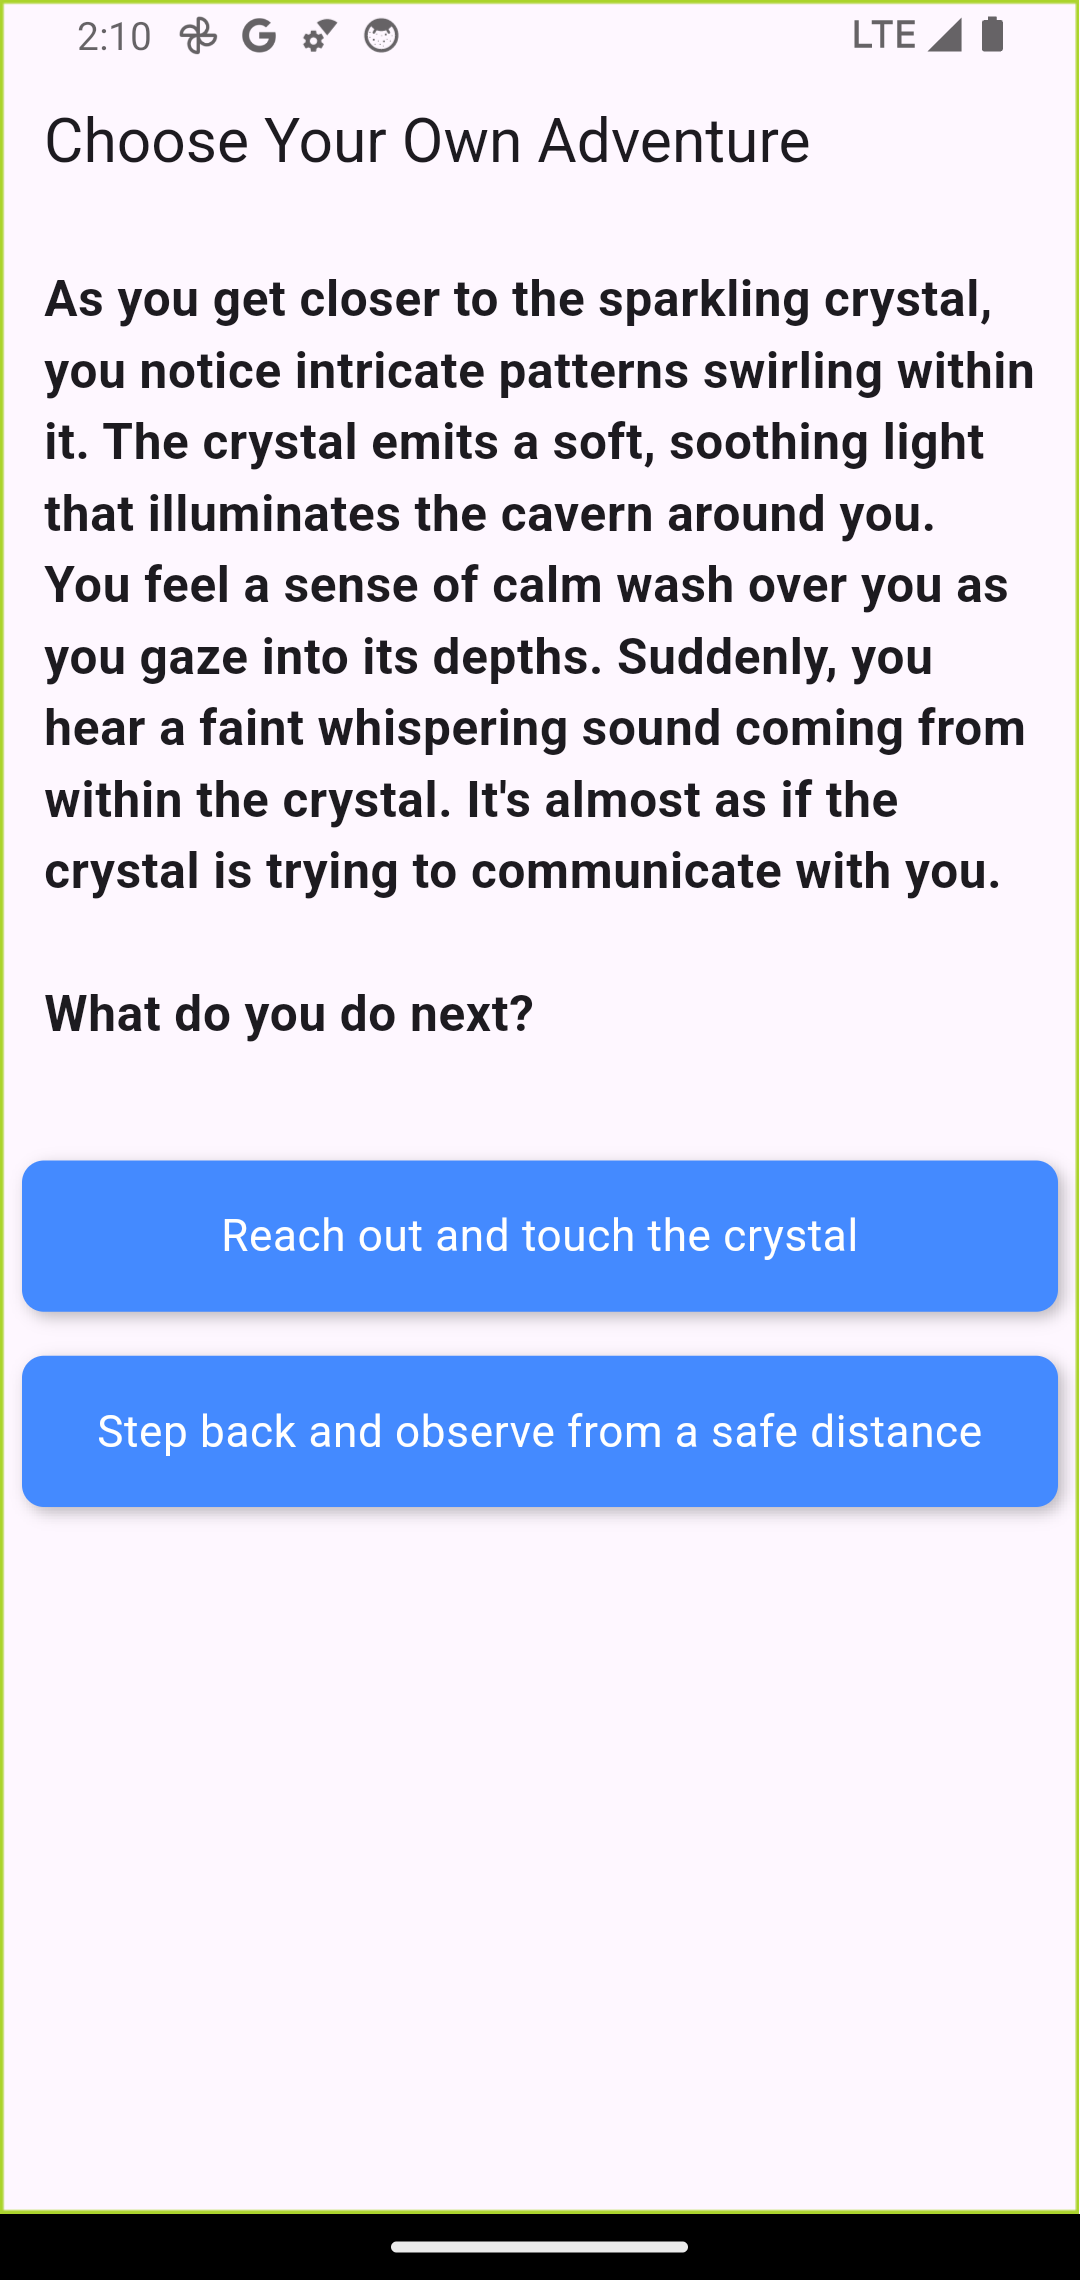 2:10 G LTE
Choose Your Own Adventure
As you get closer to the sparkling crystal,
you notice intricate patterns swirling within
it. The crystal emits a soft, soothing light
that illuminates the cavern around you.
You feel a sense of calm wash over you as
you gaze into its depths. Suddenly, you
hear a faint whispering sound coming from
within the crystal. It's almost as if the
crystal is trying to communicate with you.
What do you do next?
Reach out and touch the crystal
Step back and observe from a safe distance